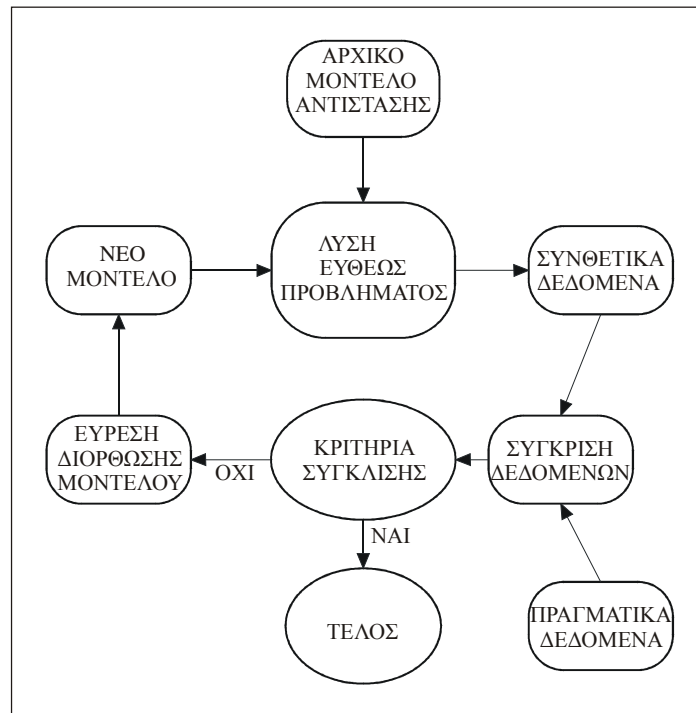 ΑΡΧΙΚΟ
ΜΟΝΤΕΛΟ
ΑΝΤΙΣΤΑΣΗΣ
ΝΕΟ
ΜΟΝΤΕΛΟ
ΛΥΣΗ
ΕΥΘΕΩΣ
ΠΡΟΒΛΗΜΑΤΟΣ
ΣΥΝΘΕΤΙΚΑ
ΔΕΔΟΜΕΝΑ
ΕΥΡΕΣΗ
ΔΙΟΡΘΩΣΗΣ
ΜΟΝΤΕΛΟΥ
ΟΧΙ
ΚΡΙΤΗΡΙΑ
ΣΥΓΚΛΙΣΗΣ
ΣΥΓΚΡΙΣΗ
ΔΕΔΟΜΕΝΩΝ
ΝΑΙ
ΤΕΛΟΣ
ΠΡΑΓΜΑΤΙΚΑ
ΔΕΔΟΜΕΝΑ